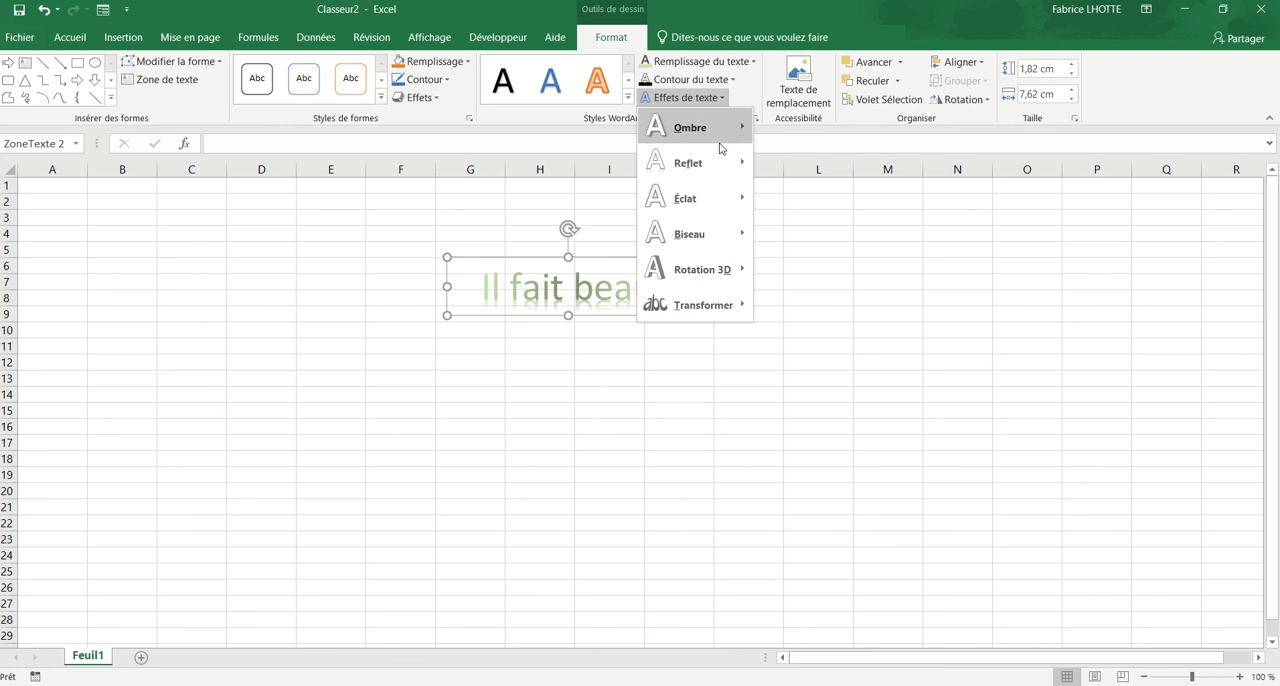 Classeur2 - Excel
Outils de dessin
Fabrice LHOTTE
Fichier Accueil Insertion Mise en page Formules Données Révision Affichage Développeur Aide Format Dites-nous ce que vous voulez faire Partager
Modifier la forme
Zone de texte
Insérer des formes
Abc Abc Abc
Remplissage
Contour
Effets
Styles de formes
A A A
Remplissage du texte
Contour du texte
Effets de texte
Styles WordAr
Texte de
remplacement
Accessibilité
Avancer
Reculer
Volet Sélection
Aligner
Grouper
Rotation
Organiser
1,82 cm
7,62 cm
Taille
ZoneTexte 2
fx
Ombre
Reflet
Éclat
Biseau
Rotation 3D
abc Transformer
A B C D E F G H I L M N O P Q R
1
2
3
4
5
6
7
8
9
10
11
12
13
14
15
16
17
18
19
20
21
22
23
24
25
26
27
28
29
Il fait bea
Feuil1
Prêt
100 %